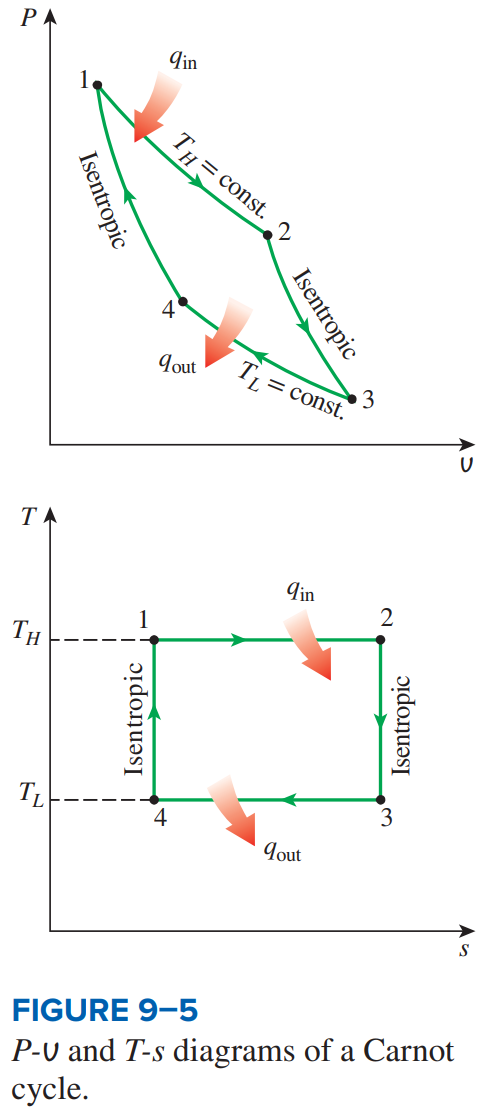 P
q_in
1
T_H = const.
Isentropic
2
Isentropic
4
q_out
T_L = const.
3
υ
T
q_in
1
2
T_H
Isentropic
Isentropic
T_L
4
3
q_out
s
FIGURE 9–5
P-υ and T-s diagrams of a Carnot
cycle.